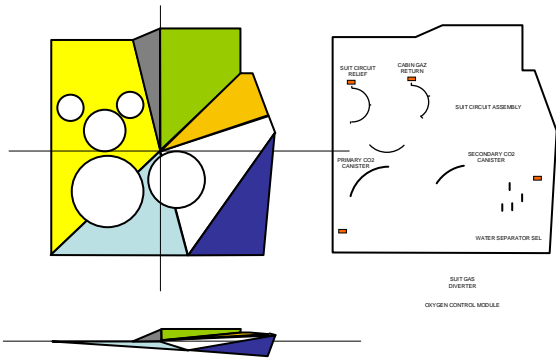 SUIT CIRCUIT
RELIEF
CABIN GAZ
RETURN
SUIT CIRCUIT ASSEMBLY
PRIMARY CO2
CANISTER
SECONDARY CO2
CANISTER
WATER SEPARATOR SEL
SUIT GAS
DIVERTER
OXYGEN CONTROL MODULE